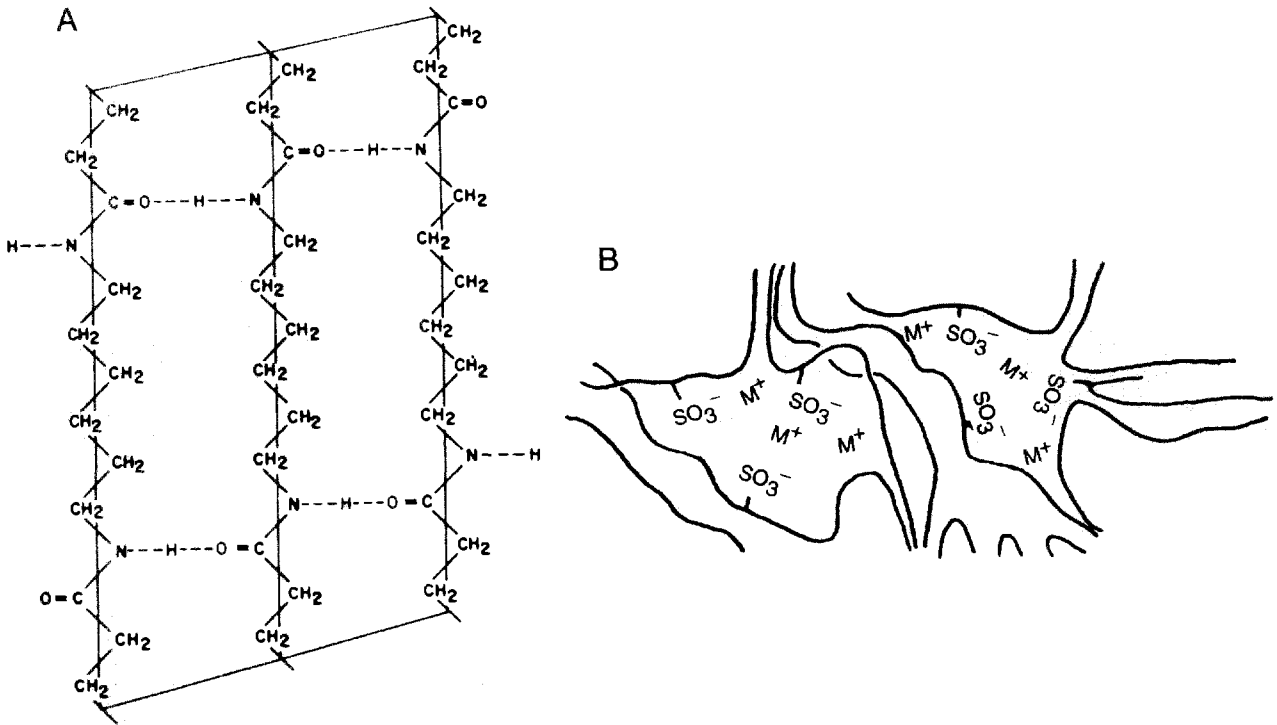 A
CH₂
CH₂ CH₂
CH₂ CH₂ C=O
CH₂ C=O---H---N
C=O---H---N CH₂
H---N CH₂ CH₂
CH₂ CH₂ CH₂
CH₂ CH₂ CH₂
CH₂ CH₂ CH₂
CH₂ CH₂ CH₂
CH₂ CH₂ N---H
CH₂ N---H---O=C
N---H---O=C CH₂
O=C CH₂ CH₂
CH₂ CH₂
CH₂
B
M⁺ SO₃⁻
M⁺
SO₃⁻
SO₃⁻
M⁺
M⁺
SO₃⁻ SO₃⁻
M⁺ M⁺
SO₃⁻